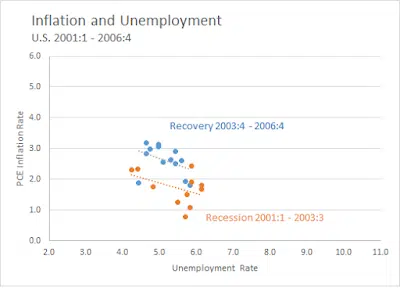 Inflation and Unemployment
U.S. 2001:1 - 2006:4
6.0
5.0
4.0
3.0
2.0
1.0
0.0
PCE Inflation Rate
Recovery 2003:4 - 2006:4
Recession 2001:1 - 2003:3
2.0 3.0 4.0 5.0 6.0 7.0 8.0 9.0 10.0 11.0
Unemployment Rate